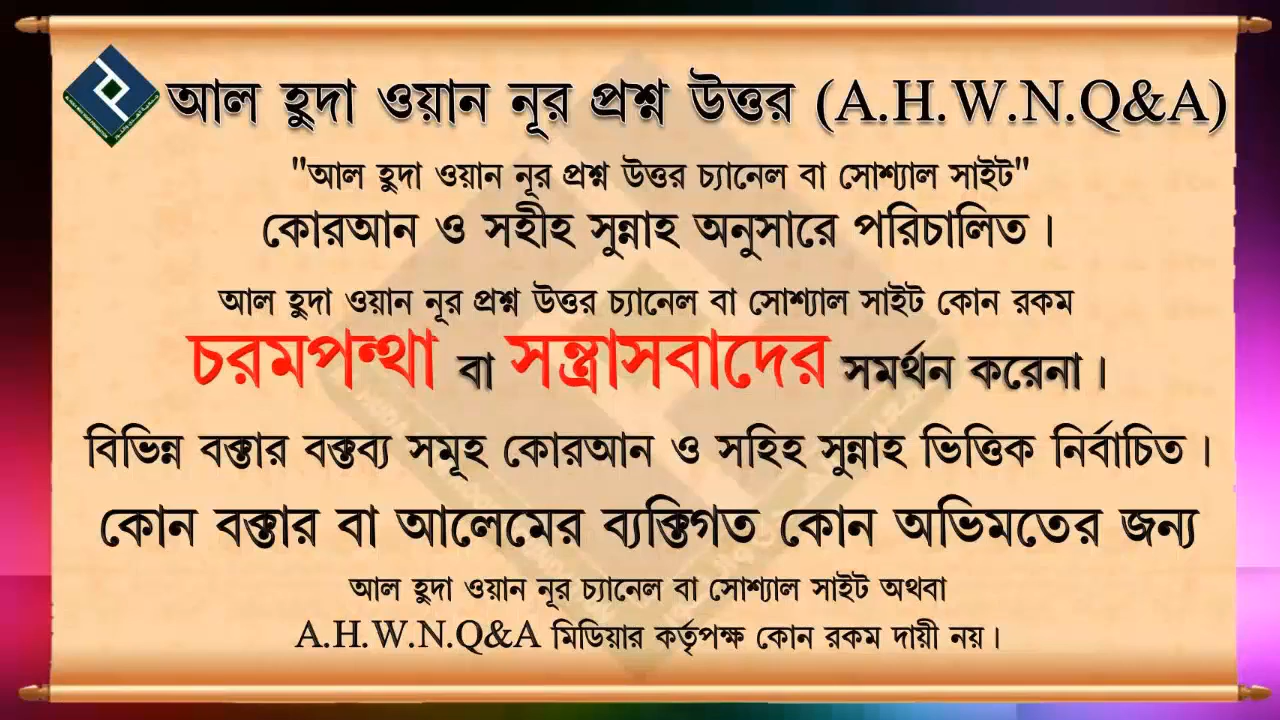 আল হুদা ওয়ান নূর প্রশ্ন উত্তর (A.H.W.N.Q&A)
"আল হুদা ওয়ান নূর প্রশ্ন উত্তর চ্যানেল বা সোশ্যাল সাইট"
কোরআন ও সহীহ সুন্নাহ অনুসারে পরিচালিত।
আল হুদা ওয়ান নূর প্রশ্ন উত্তর চ্যানেল বা সোশ্যাল সাইট কোন রকম
চরমপন্থা বা সন্ত্রাসবাদের সমর্থন করেনা।
বিভিন্ন বক্তার বক্তব্য সমূহ কোরআন ও সহিহ সুন্নাহ ভিত্তিক নির্বাচিত।
কোন বক্তার বা আলেমের ব্যক্তিগত কোন অভিমতের জন্য
আল হুদা ওয়ান নূর চ্যানেল বা সোশ্যাল সাইট অথবা
A.H.W.N.Q&A মিডিয়ার কর্তৃপক্ষ কোন রকম দায়ী নয়।